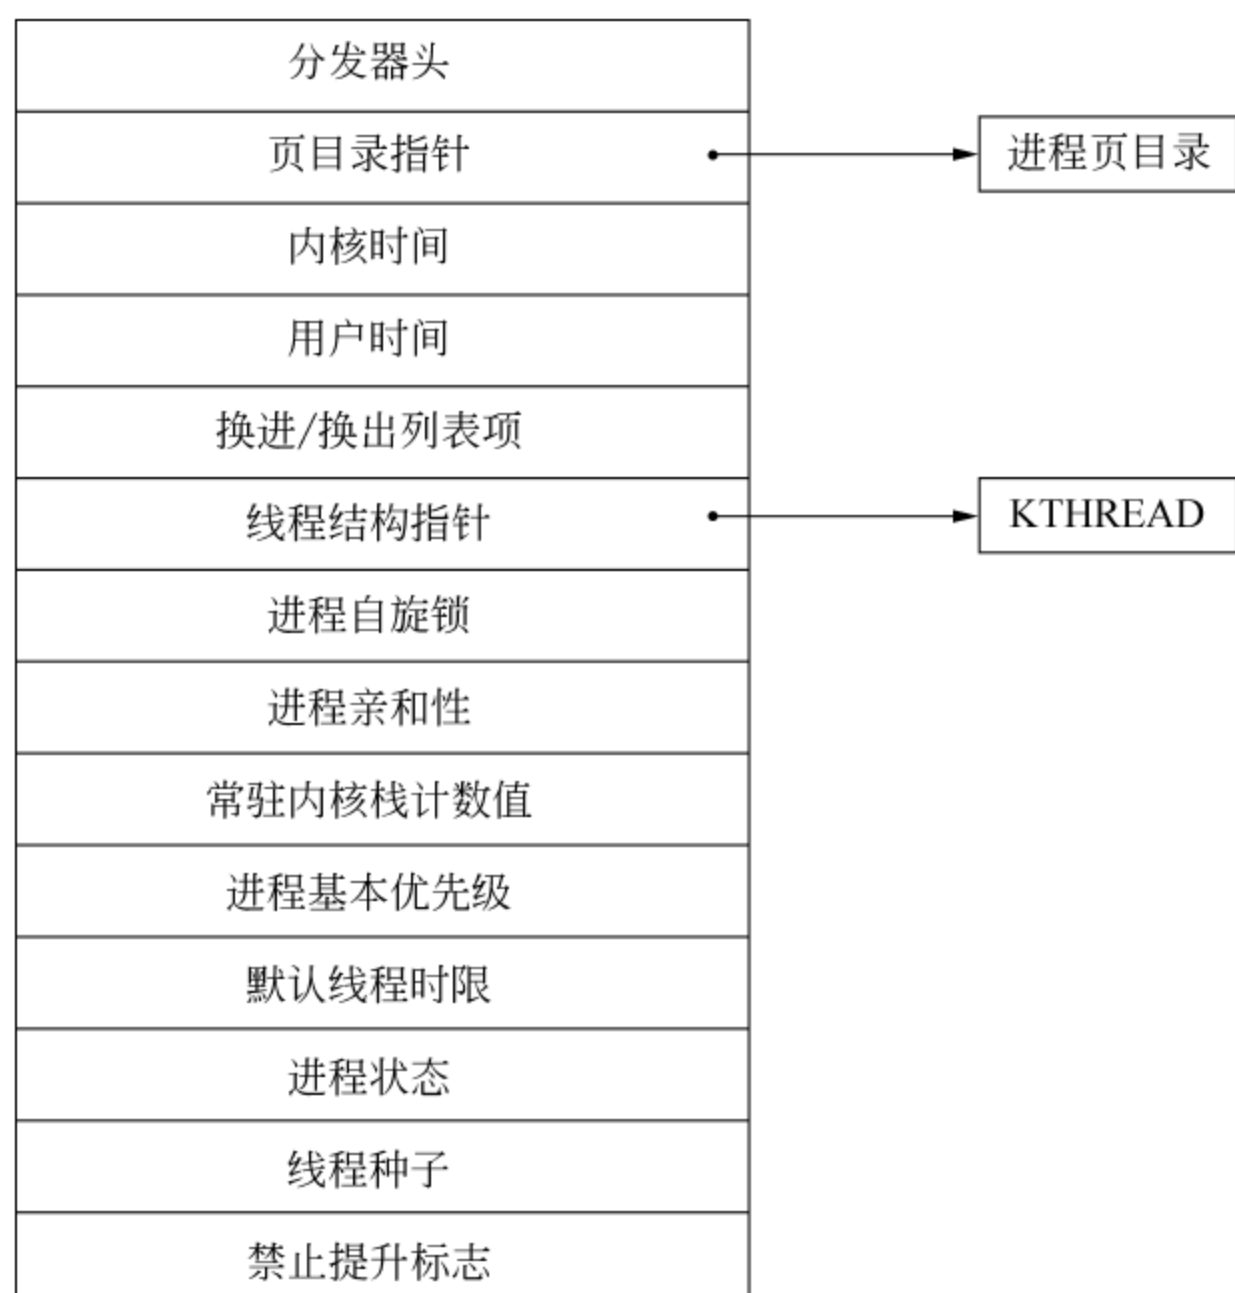 分发器头
页目录指针
进程页目录
内核时间
用户时间
换进/换出列表项
线程结构指针
KTHREAD
进程自旋锁
进程亲和性
常驻内核栈计数值
进程基本优先级
默认线程时限
进程状态
线程种子
禁止提升标志